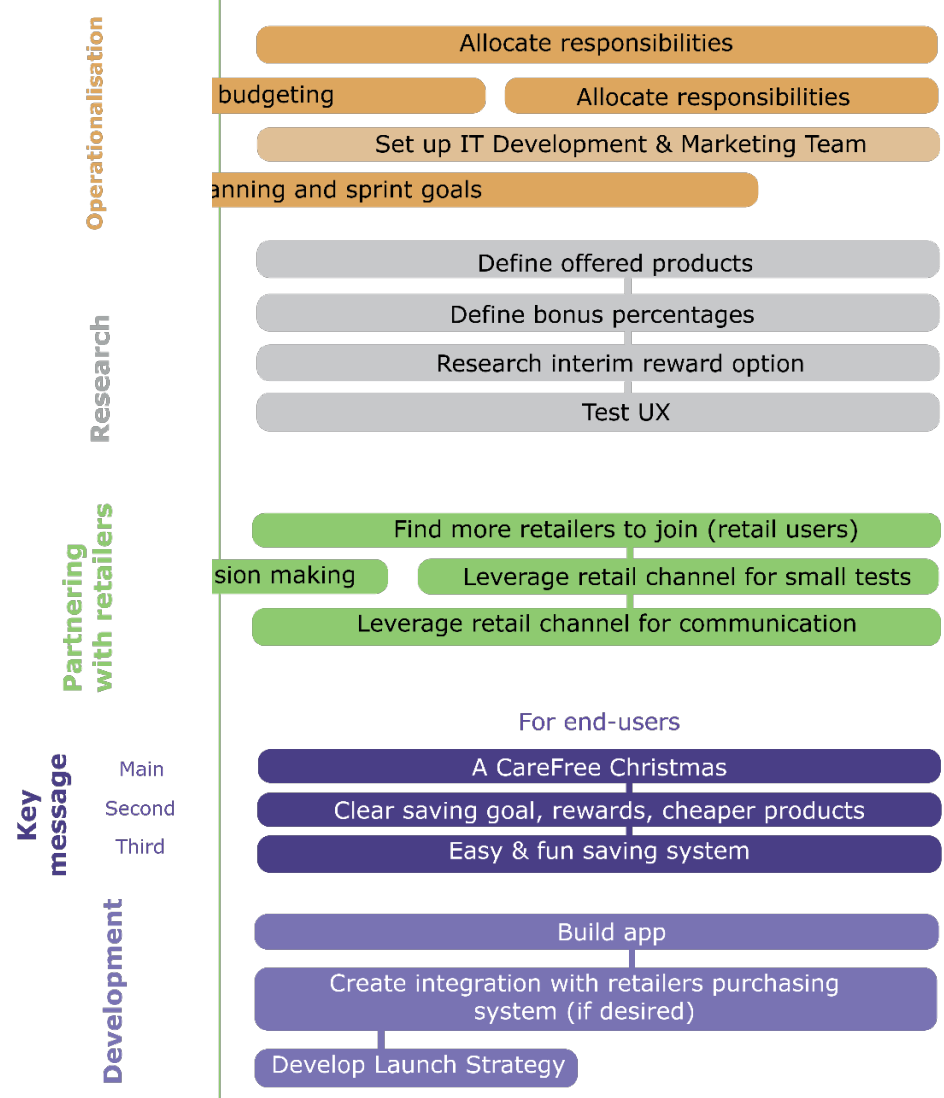 Operationalisation
Allocate responsibilities
budgeting
Allocate responsibilities
Set up IT Development & Marketing Team
anning and sprint goals
Research
Define offered products
Define bonus percentages
Research interim reward option
Test UX
Partnering
with retailers
Find more retailers to join (retail users)
sion making
Leverage retail channel for small tests
Leverage retail channel for communication
Key
message
For end-users
Main
A CareFree Christmas
Second
Clear saving goal, rewards, cheaper products
Third
Easy & fun saving system
Development
Build app
Create integration with retailers purchasing
system (if desired)
Develop Launch Strategy